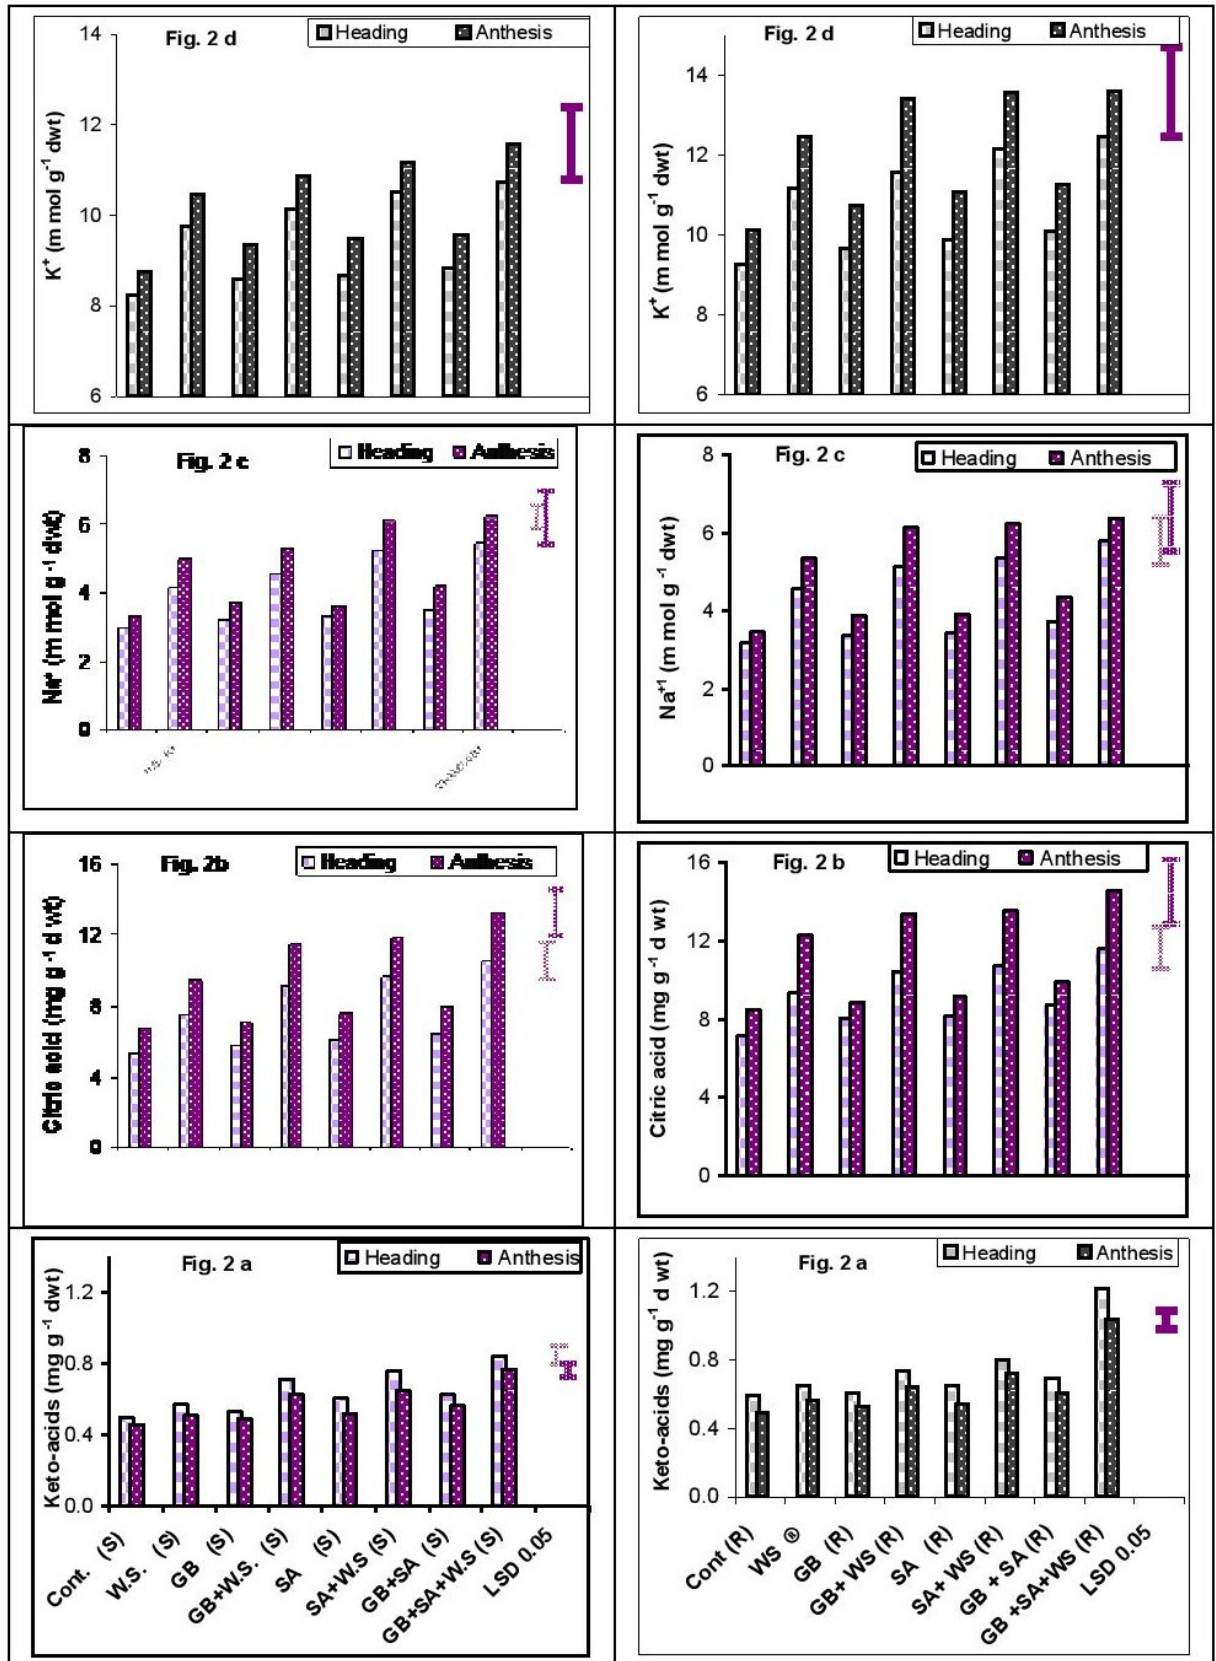 Fig. 2 d
Heading Anthesis
14
12
10
8
6
K⁺ (m mol g⁻¹ dwt)
Fig. 2 d
Heading Anthesis
14
12
10
8
6
K⁺ (m mol g⁻¹ dwt)
Fig. 2 c
Heading Anthesis
8
6
4
2
0
Na⁺ (m mol g⁻¹ dwt)
Fig. 2 c
Heading Anthesis
8
6
4
2
0
Na⁺¹ (m mol g⁻¹ dwt)
Fig. 2b
Heading Anthesis
16
12
8
4
0
Citric acid (mg g⁻¹ d wt)
Fig. 2 b
Heading Anthesis
16
12
8
4
0
Citric acid (mg g⁻¹ d wt)
Fig. 2 a
Heading Anthesis
1.2
0.8
0.4
0.0
Keto-acids (mg g⁻¹ dwt)
Cont. (S)
W.S. (S)
GB (S)
GB+W.S. (S)
SA (S)
SA+W.S (S)
GB+SA (S)
GB+SA+W.S (S)
LSD 0.05
Fig. 2 a
Heading Anthesis
1.2
0.8
0.4
0.0
Keto-acids (mg g⁻¹ d wt)
Cont (R)
WS ®
GB (R)
GB+ WS (R)
SA (R)
SA+ WS (R)
GB + SA (R)
GB +SA+WS (R)
LSD 0.05